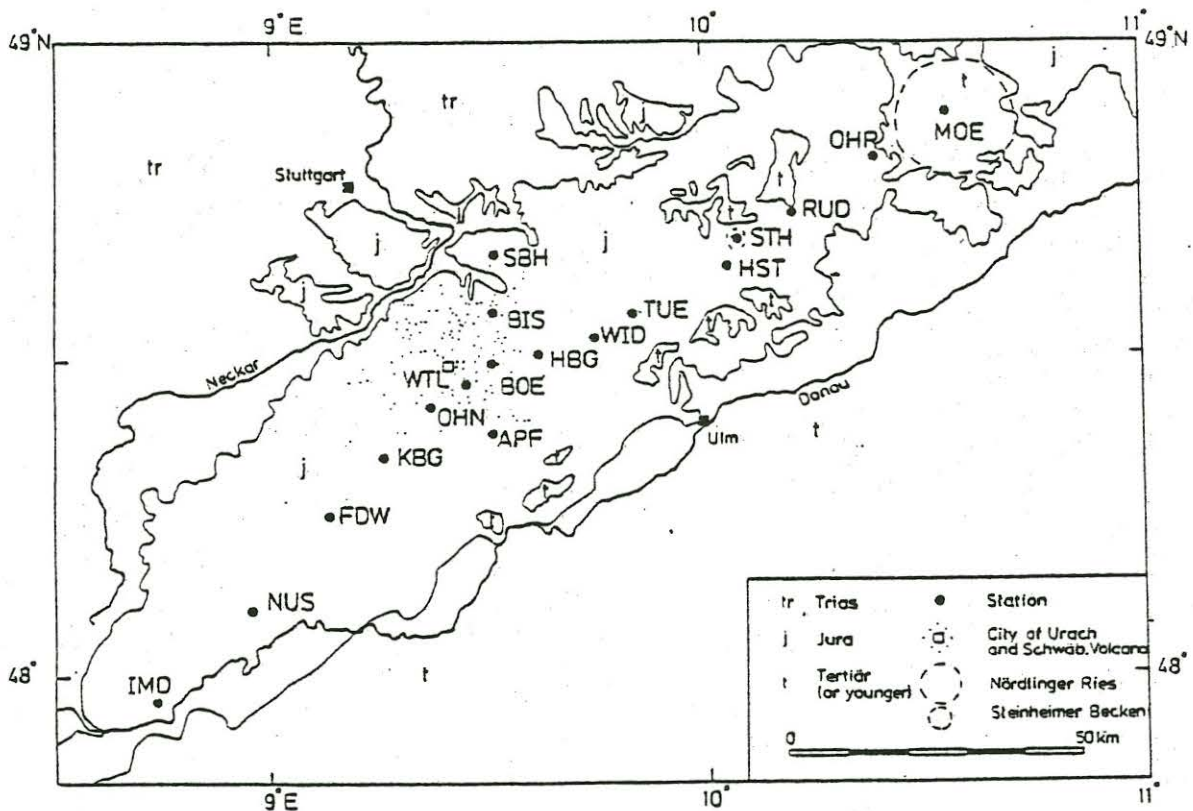 9°E
10°
11°
49°N
49°N
j
tr
j
t
tr
OHR
MOE
Stuttgart
t
t
RUD
j
j
STH
SBH
HST
j
BIS
TUE
t
t
WID
HBG
t
Neckar
WTL
BOE
Donau
OHN
APF
Ulm
t
j
KBG
t
t
FDW
t
NUS
tr Trias
Station
j Jura
City of Urach
and Schwäb. Volcano
48°
48°
t
t Tertiär
(or younger)
Nördlinger Ries
IMD
Steinheimer Becken
0
50 km
9°E
10°
11°